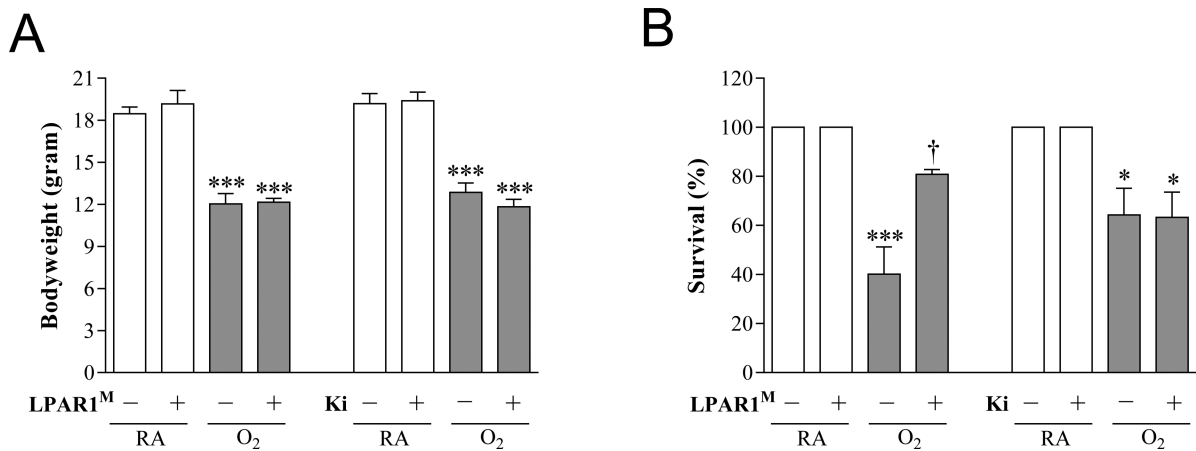 A
Bodyweight (gram)
21
18
15
12
9
6
3
0
*** *** *** ***
LPAR1M − + − + Ki − + − +
RA O2 RA O2
B
Survival (%)
120
100
80
60
40
20
0
*** † * *
LPAR1M − + − + Ki − + − +
RA O2 RA O2